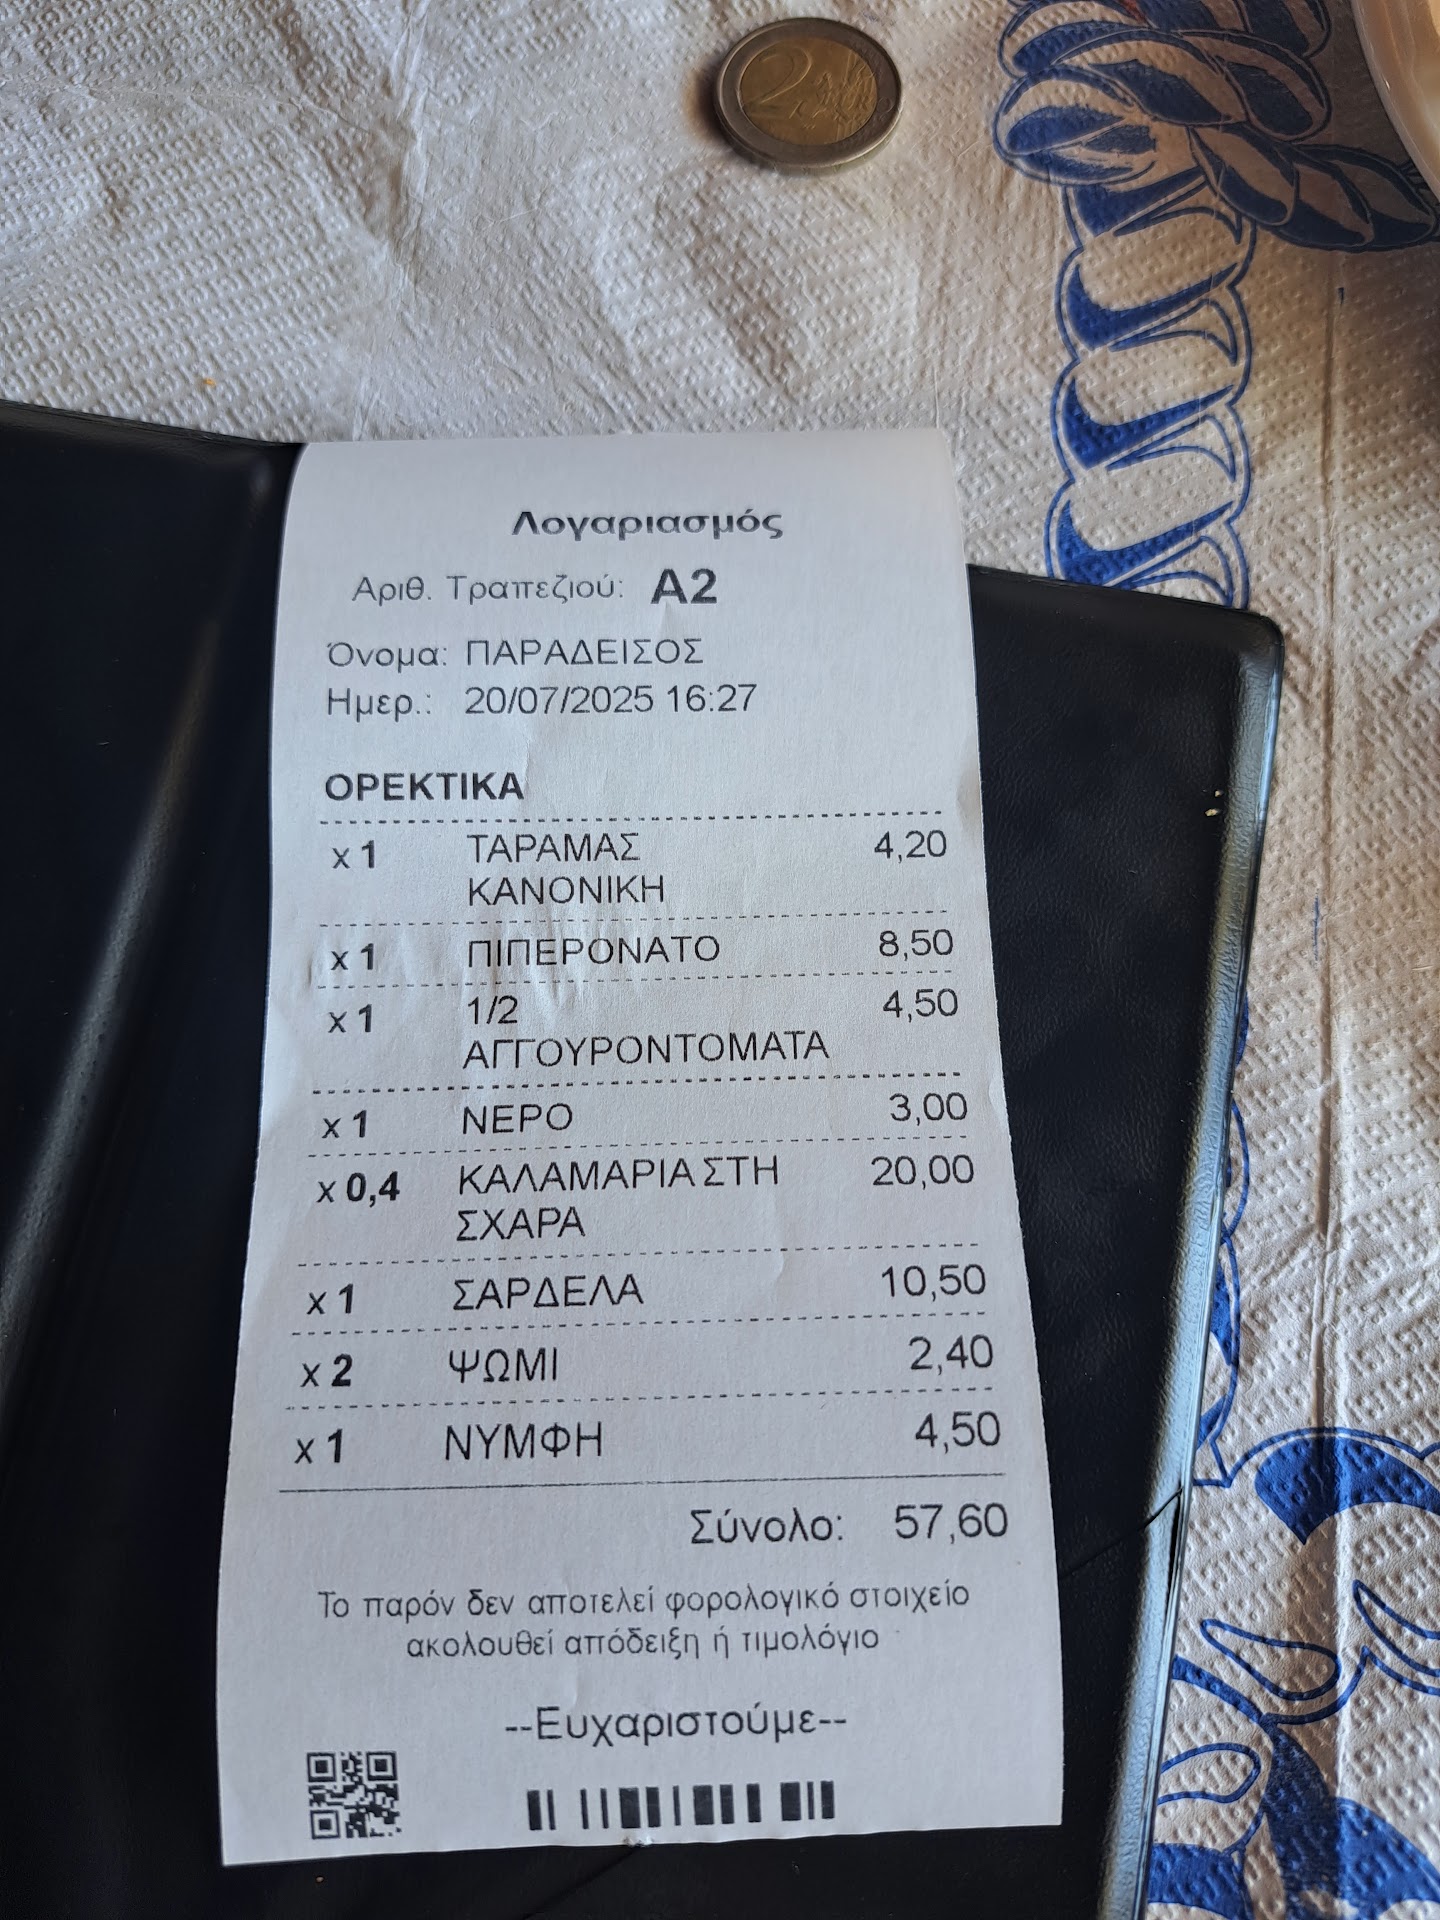 Λογαριασμός
Αριθ. Τραπεζιού: A2
Όνομα: ΠΑΡΑΔΕΙΣΟΣ
Ημερ.: 20/07/2025 16:27
ΟΡΕΚΤΙΚΑ
x 1 ΤΑΡΑΜΑΣ 4,20
ΚΑΝΟΝΙΚΗ
x 1 ΠΙΠΕΡΟΝΑΤΟ 8,50
x 1 1/2 4,50
ΑΓΓΟΥΡΟΝΤΟΜΑΤΑ
x 1 ΝΕΡΟ 3,00
x 0,4 ΚΑΛΑΜΑΡΙΑ ΣΤΗ 20,00
ΣΧΑΡΑ
x 1 ΣΑΡΔΕΛΑ 10,50
x 2 ΨΩΜΙ 2,40
x 1 ΝΥΜΦΗ 4,50
Σύνολο: 57,60
Το παρόν δεν αποτελεί φορολογικό στοιχείο
ακολουθεί απόδειξη ή τιμολόγιο
--Ευχαριστούμε--